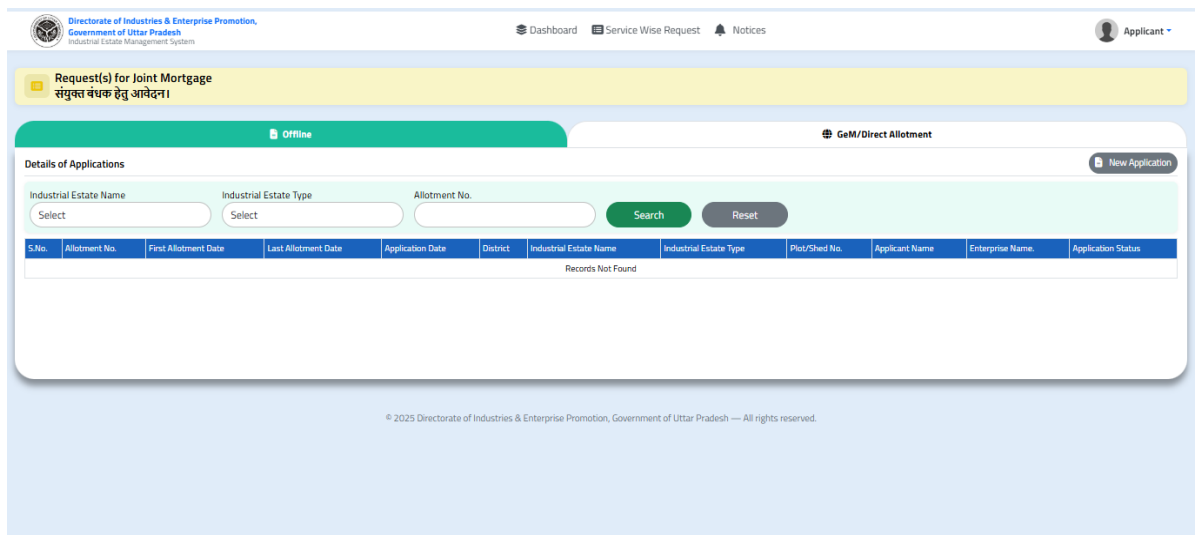 Directorate of Industries & Enterprise Promotion,
Government of Uttar Pradesh
Industrial Estate Management System
Dashboard Service Wise Request Notices
Applicant
Request(s) for Joint Mortgage
संयुक्त बंधक हेतु आवेदन।
Offline
GeM/Direct Allotment
Details of Applications
New Application
Industrial Estate Name Industrial Estate Type Allotment No.
Select Select Search Reset
S.No. Allotment No. First Allotment Date Last Allotment Date Application Date District Industrial Estate Name Industrial Estate Type Plot/Shed No. Applicant Name Enterprise Name. Application Status
Records Not Found
© 2025 Directorate of Industries & Enterprise Promotion, Government of Uttar Pradesh — All rights reserved.